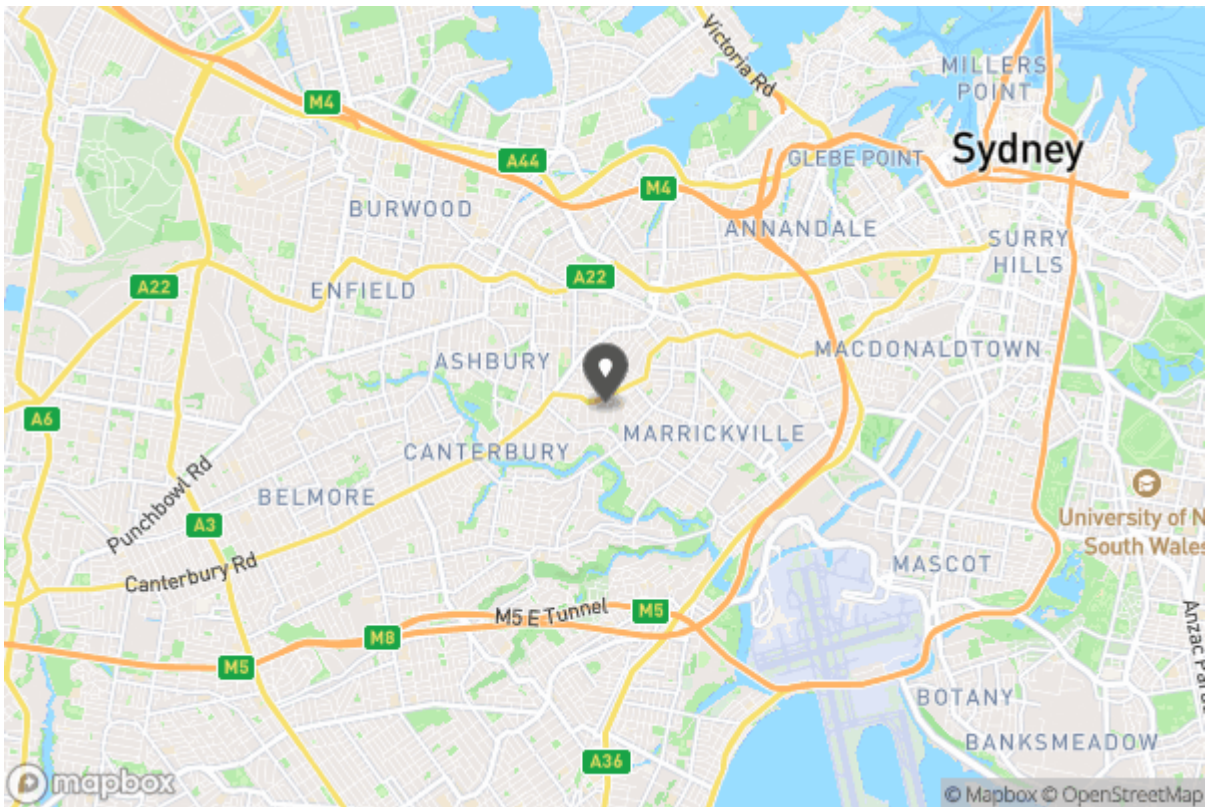 Victoria Rd
MILLERS
POINT
M4
Sydney
A44
GLEBE POINT
M4
BURWOOD
ANNANDALE
SURRY
HILLS
A22
A22
ENFIELD
MACDONALDTOWN
ASHBURY
A6
MARRICKVILLE
CANTERBURY
Punchbowl Rd
BELMORE
University of N
South Wales
A3
MASCOT
Canterbury Rd
M5 E Tunnel
M5
M8
M5
Anzac Parade
BOTANY
BANKSMEADOW
A36
mapbox
© Mapbox © OpenStreetMap